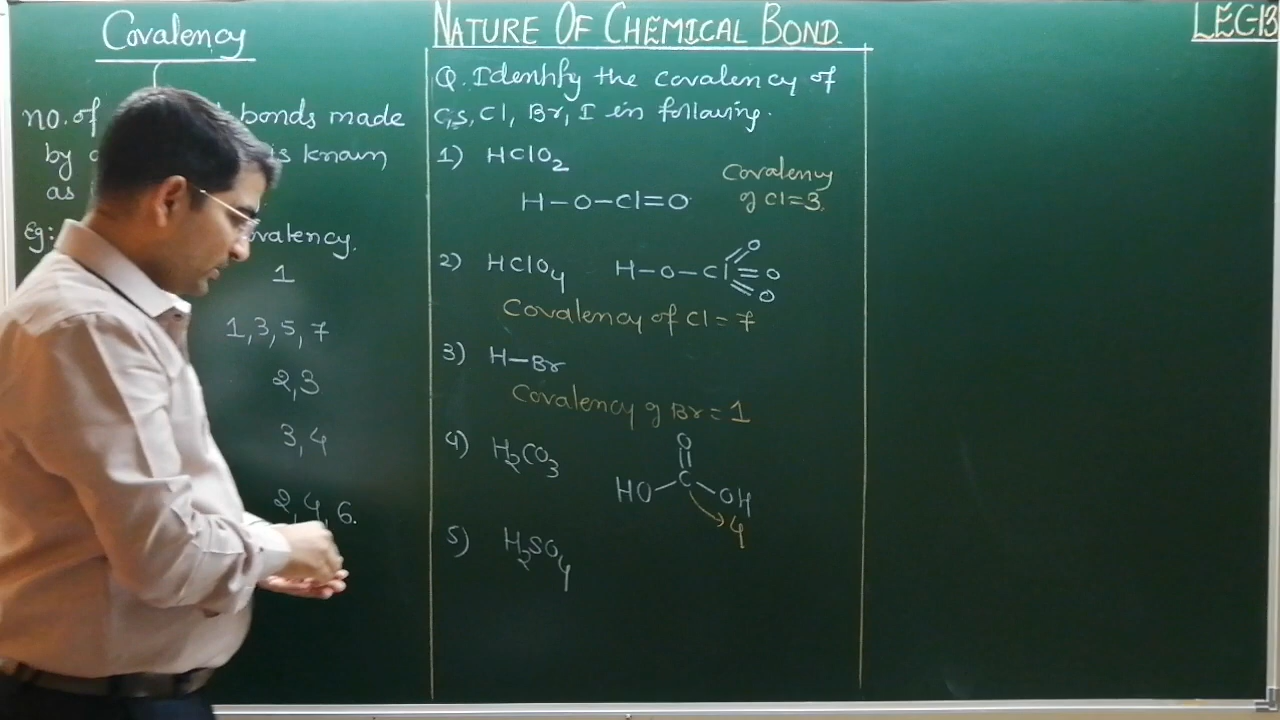 Covalency
no. of bonds made
by is known
as
Eg: valency.
1
1,3,5,7
2,3
3,4
2,4,6.
NATURE OF CHEMICAL BOND.
Q. Identify the covalency of
C,S,Cl, Br, I in following.
1) HClO2
H-O-Cl=O
Covalency
of Cl=3.
2) HClO4 H-O-Cl=O
O
O
Covalency of Cl = 7
3) H-Br
Covalency of Br = 1
4) H2CO3
O
HO C OH
4
5) H2SO4
LEC-13